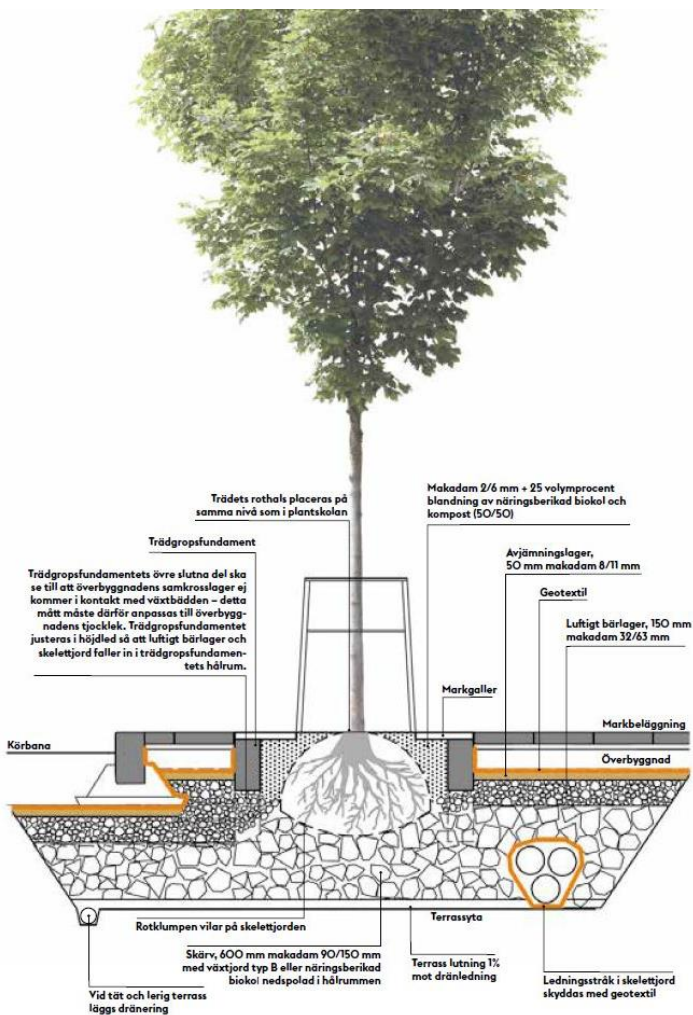 Trädets rothals placeras på
samma nivå som i plantskolan
Makadam 2/6 mm + 25 volymprocent
blandning av näringsberikad biokol och
kompost (50/50)
Trädgropsfundament
Avjämningslager,
50 mm makadam 8/11 mm
Trädgropsfundamentets övre slutna del ska
se till att överbyggnadens samkrosslager ej
kommer i kontakt med växtbädden – detta
mått måste därför anpassas till överbygg-
nadens tjocklek. Trädgropsfundamentet
justeras i höjdled så att luftigt bärlager och
skelettjord faller in i trädgropsfundamen-
tets hålrum.
Geotextil
Luftigt bärlager, 150 mm
makadam 32/63 mm
Markgaller
Markbeläggning
Körbana
Överbyggnad
Terrassyta
Rotklumpen vilar på skelettjorden
Skärv, 600 mm makadam 90/150 mm
med växtjord typ B eller näringsberikad
biokol nedspolad i hålrummen
Terrass lutning 1%
mot dränledning
Ledningsstråk i skelettjord
skyddas med geotextil
Vid tät och lerig terrass
läggs dränering